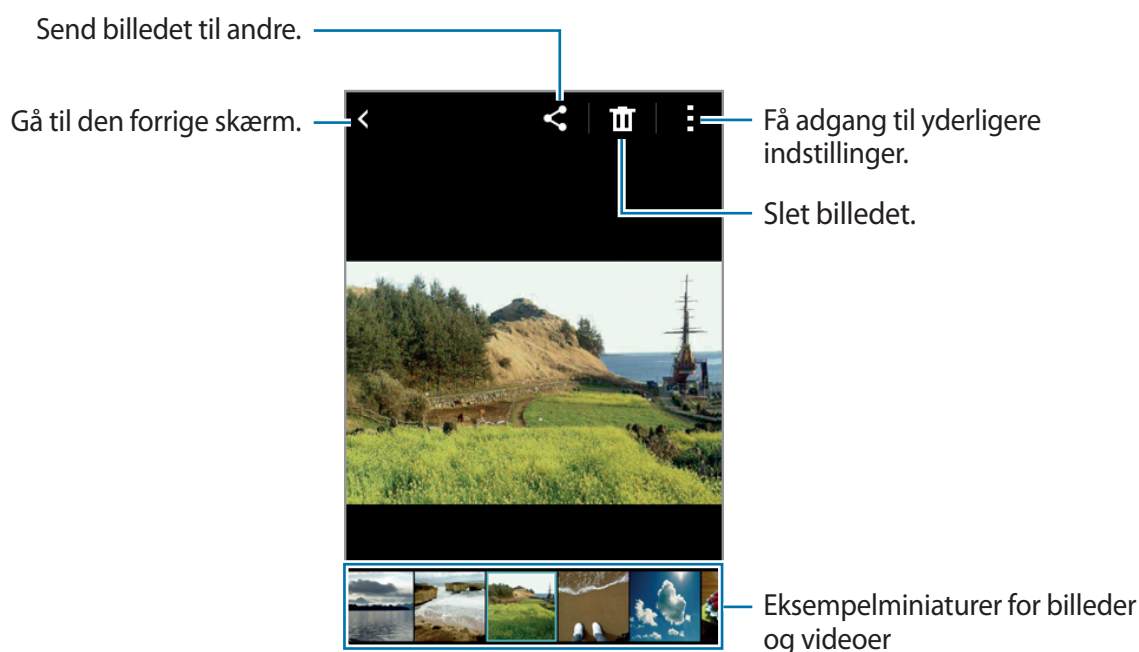 Send billedet til andre.
Gå til den forrige skærm.
Få adgang til yderligere
indstillinger.
Slet billedet.
Eksempelminiaturer for billeder
og videoer